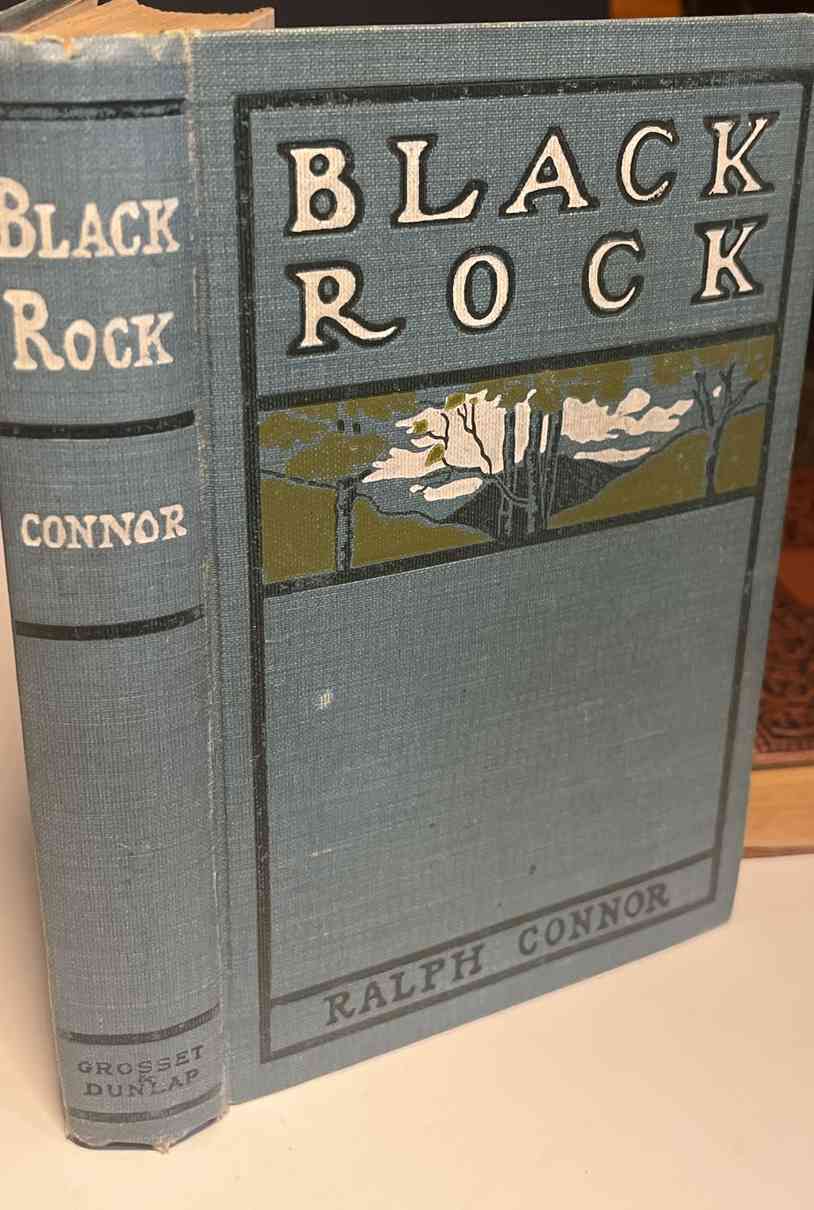 BLACK
ROCK
CONNOR
GROSSET
&
DUNLAP
BLACK
ROCK
RALPH CONNOR